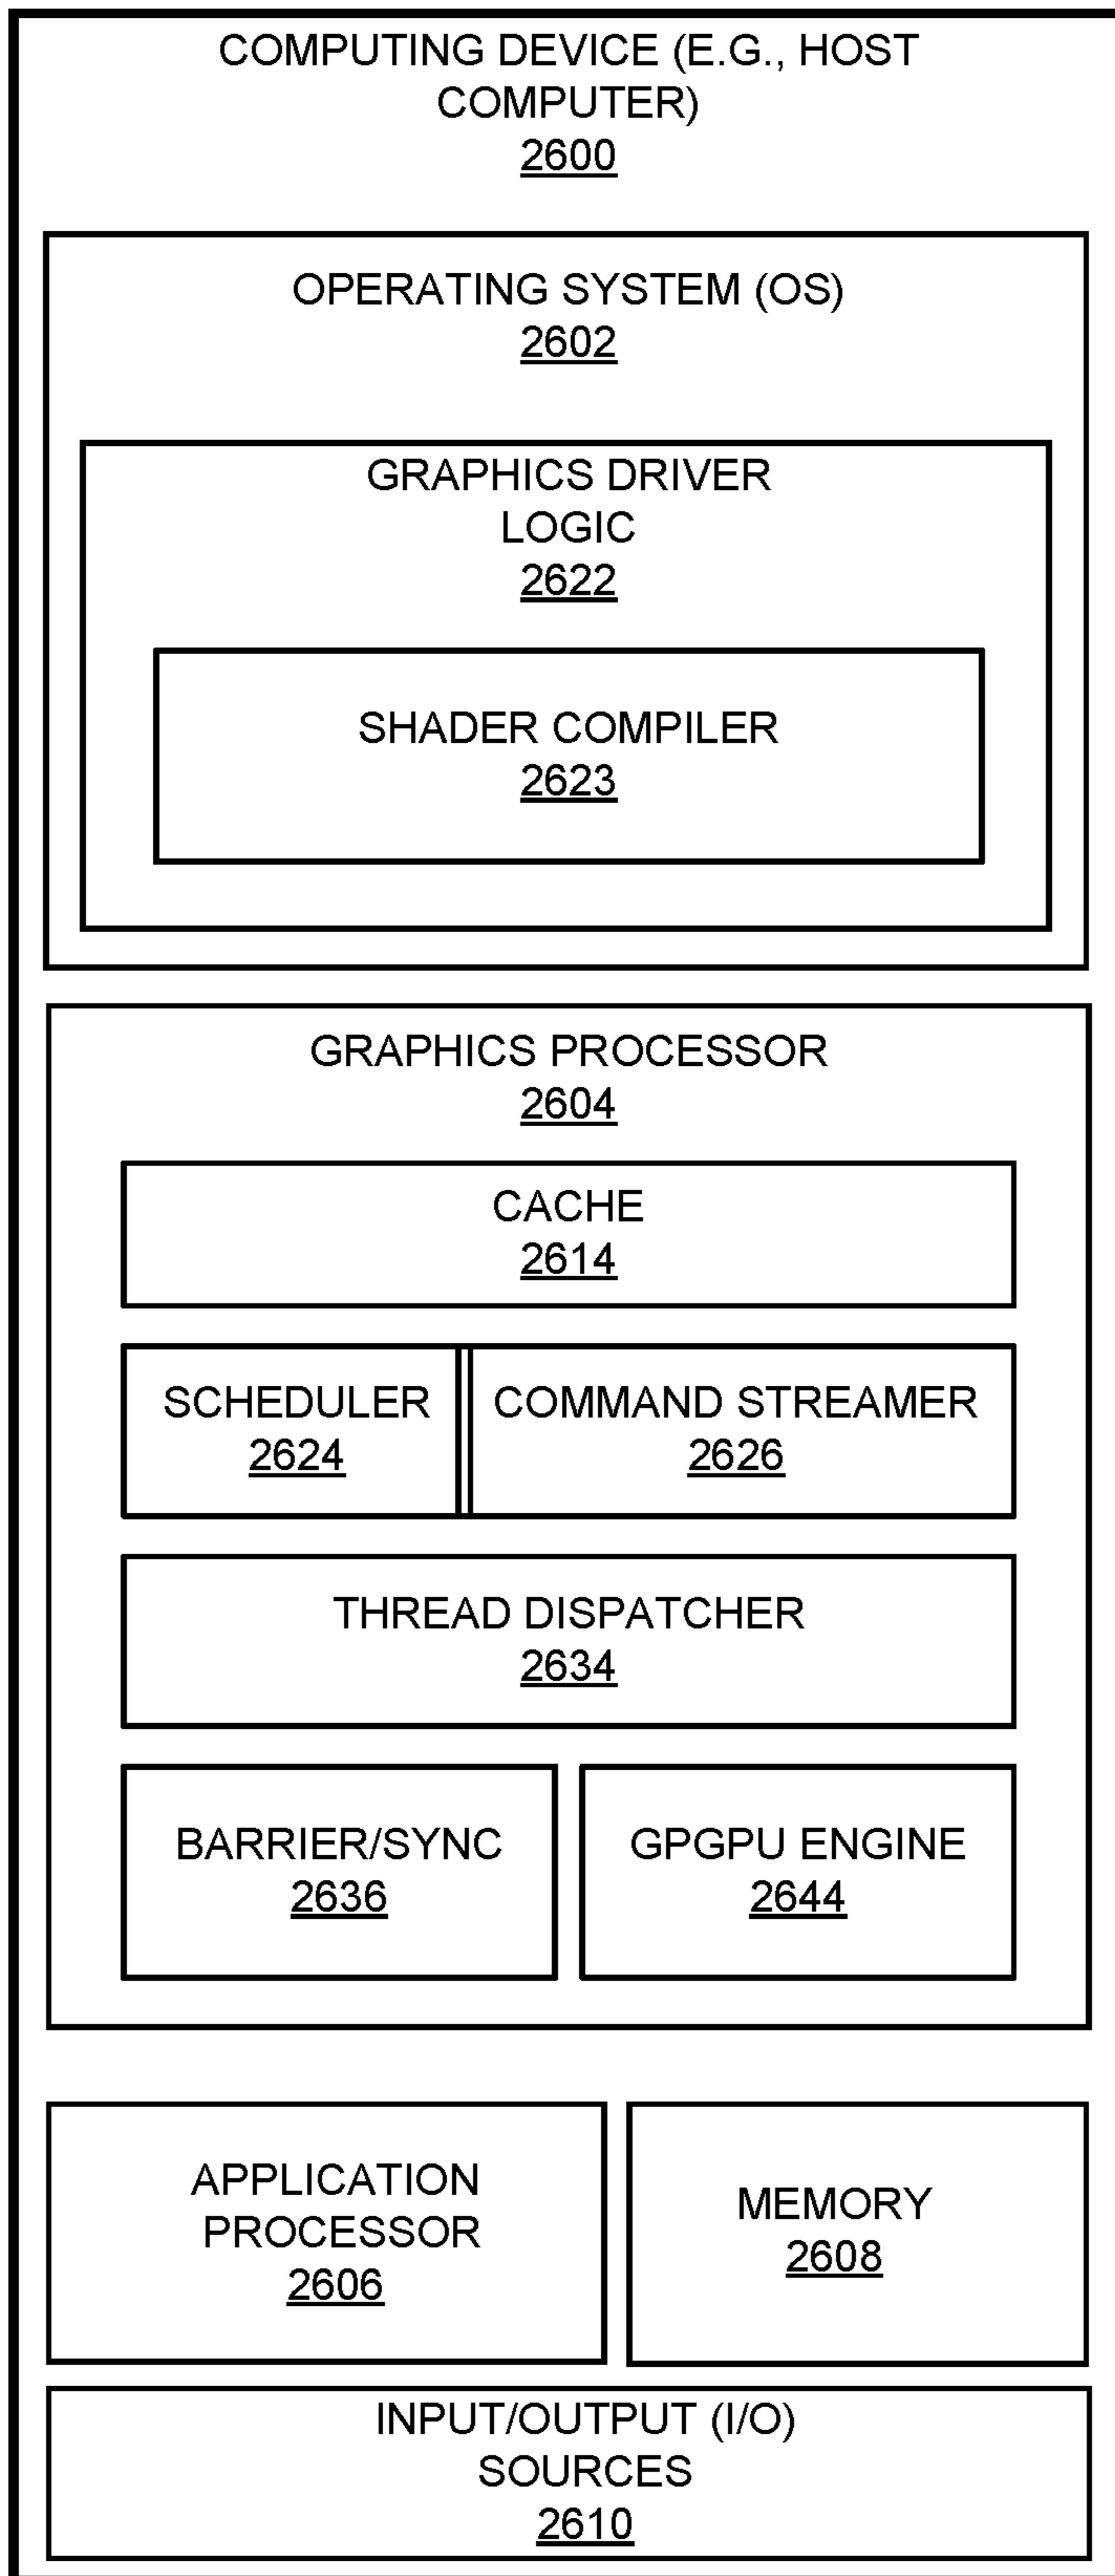 COMPUTING DEVICE (E.G., HOST
COMPUTER)
2600
OPERATING SYSTEM (OS)
2602
GRAPHICS DRIVER
LOGIC
2622
SHADER COMPILER
2623
GRAPHICS PROCESSOR
2604
CACHE
2614
SCHEDULER
2624
COMMAND STREAMER
2626
THREAD DISPATCHER
2634
BARRIER/SYNC
2636
GPGPU ENGINE
2644
APPLICATION
PROCESSOR
2606
MEMORY
2608
INPUT/OUTPUT (I/O)
SOURCES
2610